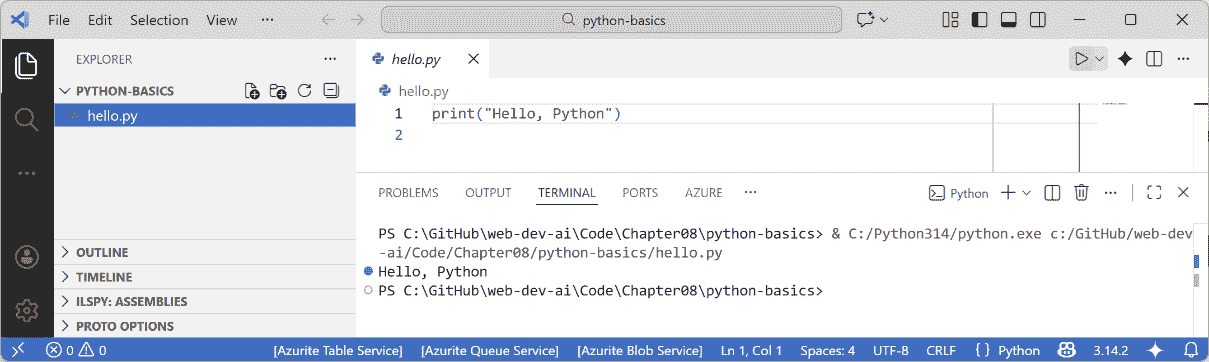 File Edit Selection View ··· python-basics
EXPLORER ···
PYTHON-BASICS
hello.py
OUTLINE
TIMELINE
ILSPY: ASSEMBLIES
PROTO OPTIONS
hello.py
hello.py
1 print("Hello, Python")
2
PROBLEMS OUTPUT TERMINAL PORTS AZURE ··· Python
PS C:\GitHub\web-dev-ai\Code\Chapter08\python-basics> & C:/Python314/python.exe c:/GitHub/web-dev
-ai/Code/Chapter08/python-basics/hello.py
Hello, Python
PS C:\GitHub\web-dev-ai\Code\Chapter08\python-basics>
0 0 [Azurite Table Service] [Azurite Queue Service] [Azurite Blob Service] Ln 1, Col 1 Spaces: 4 UTF-8 CRLF { } Python 3.14.2